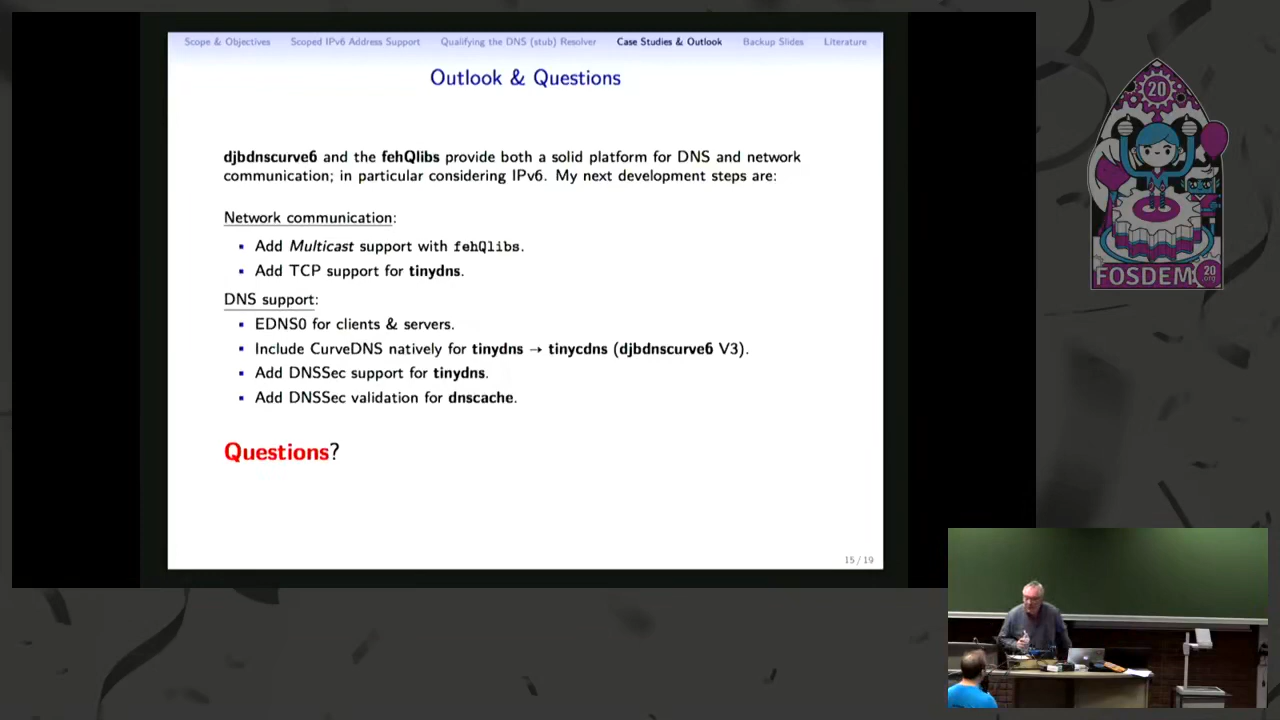 Scope & Objectives Scoped IPv6 Address Support Qualifying the DNS (stub) Resolver Case Studies & Outlook Backup Slides Literature
Outlook & Questions
djbdnscurve6 and the fehQlibs provide both a solid platform for DNS and network
communication; in particular considering IPv6. My next development steps are:
Network communication:
▪ Add Multicast support with fehQlibs.
▪ Add TCP support for tinydns.
DNS support:
▪ EDNS0 for clients & servers.
▪ Include CurveDNS natively for tinydns → tinycdns (djbdnscurve6 V3).
▪ Add DNSSec support for tinydns.
▪ Add DNSSec validation for dnscache.
Questions?
15 / 19
20
FOSDEM 20
.org